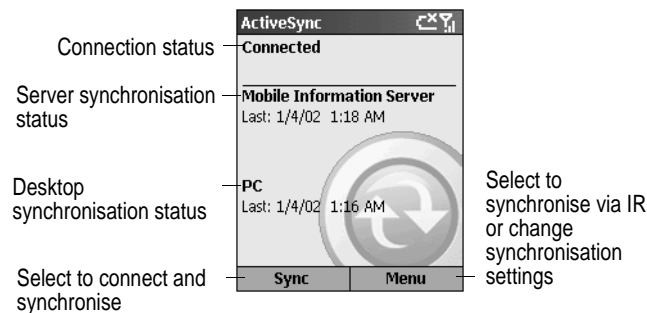 ActiveSync
Connection status
Connected
Server synchronisation
status
Mobile Information Server
Last: 1/4/02 1:18 AM
Desktop
synchronisation status
PC
Last: 1/4/02 1:16 AM
Select to
synchronise via IR
or change
synchronisation
settings
Select to connect and
synchronise
Sync
Menu